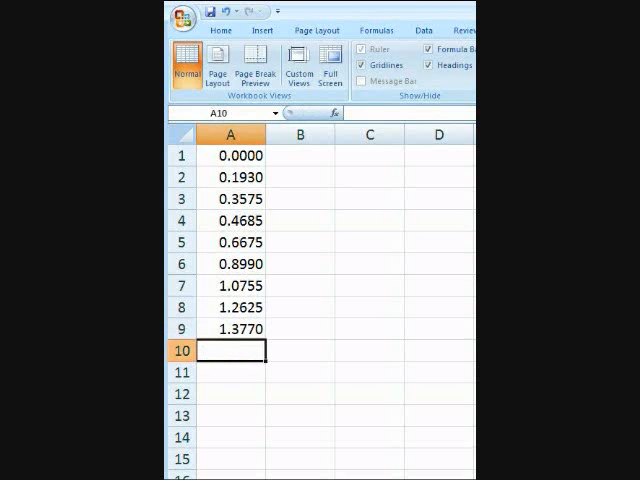 Home Insert Page Layout Formulas Data Review
Ruler Formula Ba
Gridlines Headings
Message Bar
Normal Page Layout Page Break Preview Custom Views Full Screen
Workbook Views Show/Hide
A10 fx
A B C D
1 0.0000
2 0.1930
3 0.3575
4 0.4685
5 0.6675
6 0.8990
7 1.0755
8 1.2625
9 1.3770
10
11
12
13
14
15
16